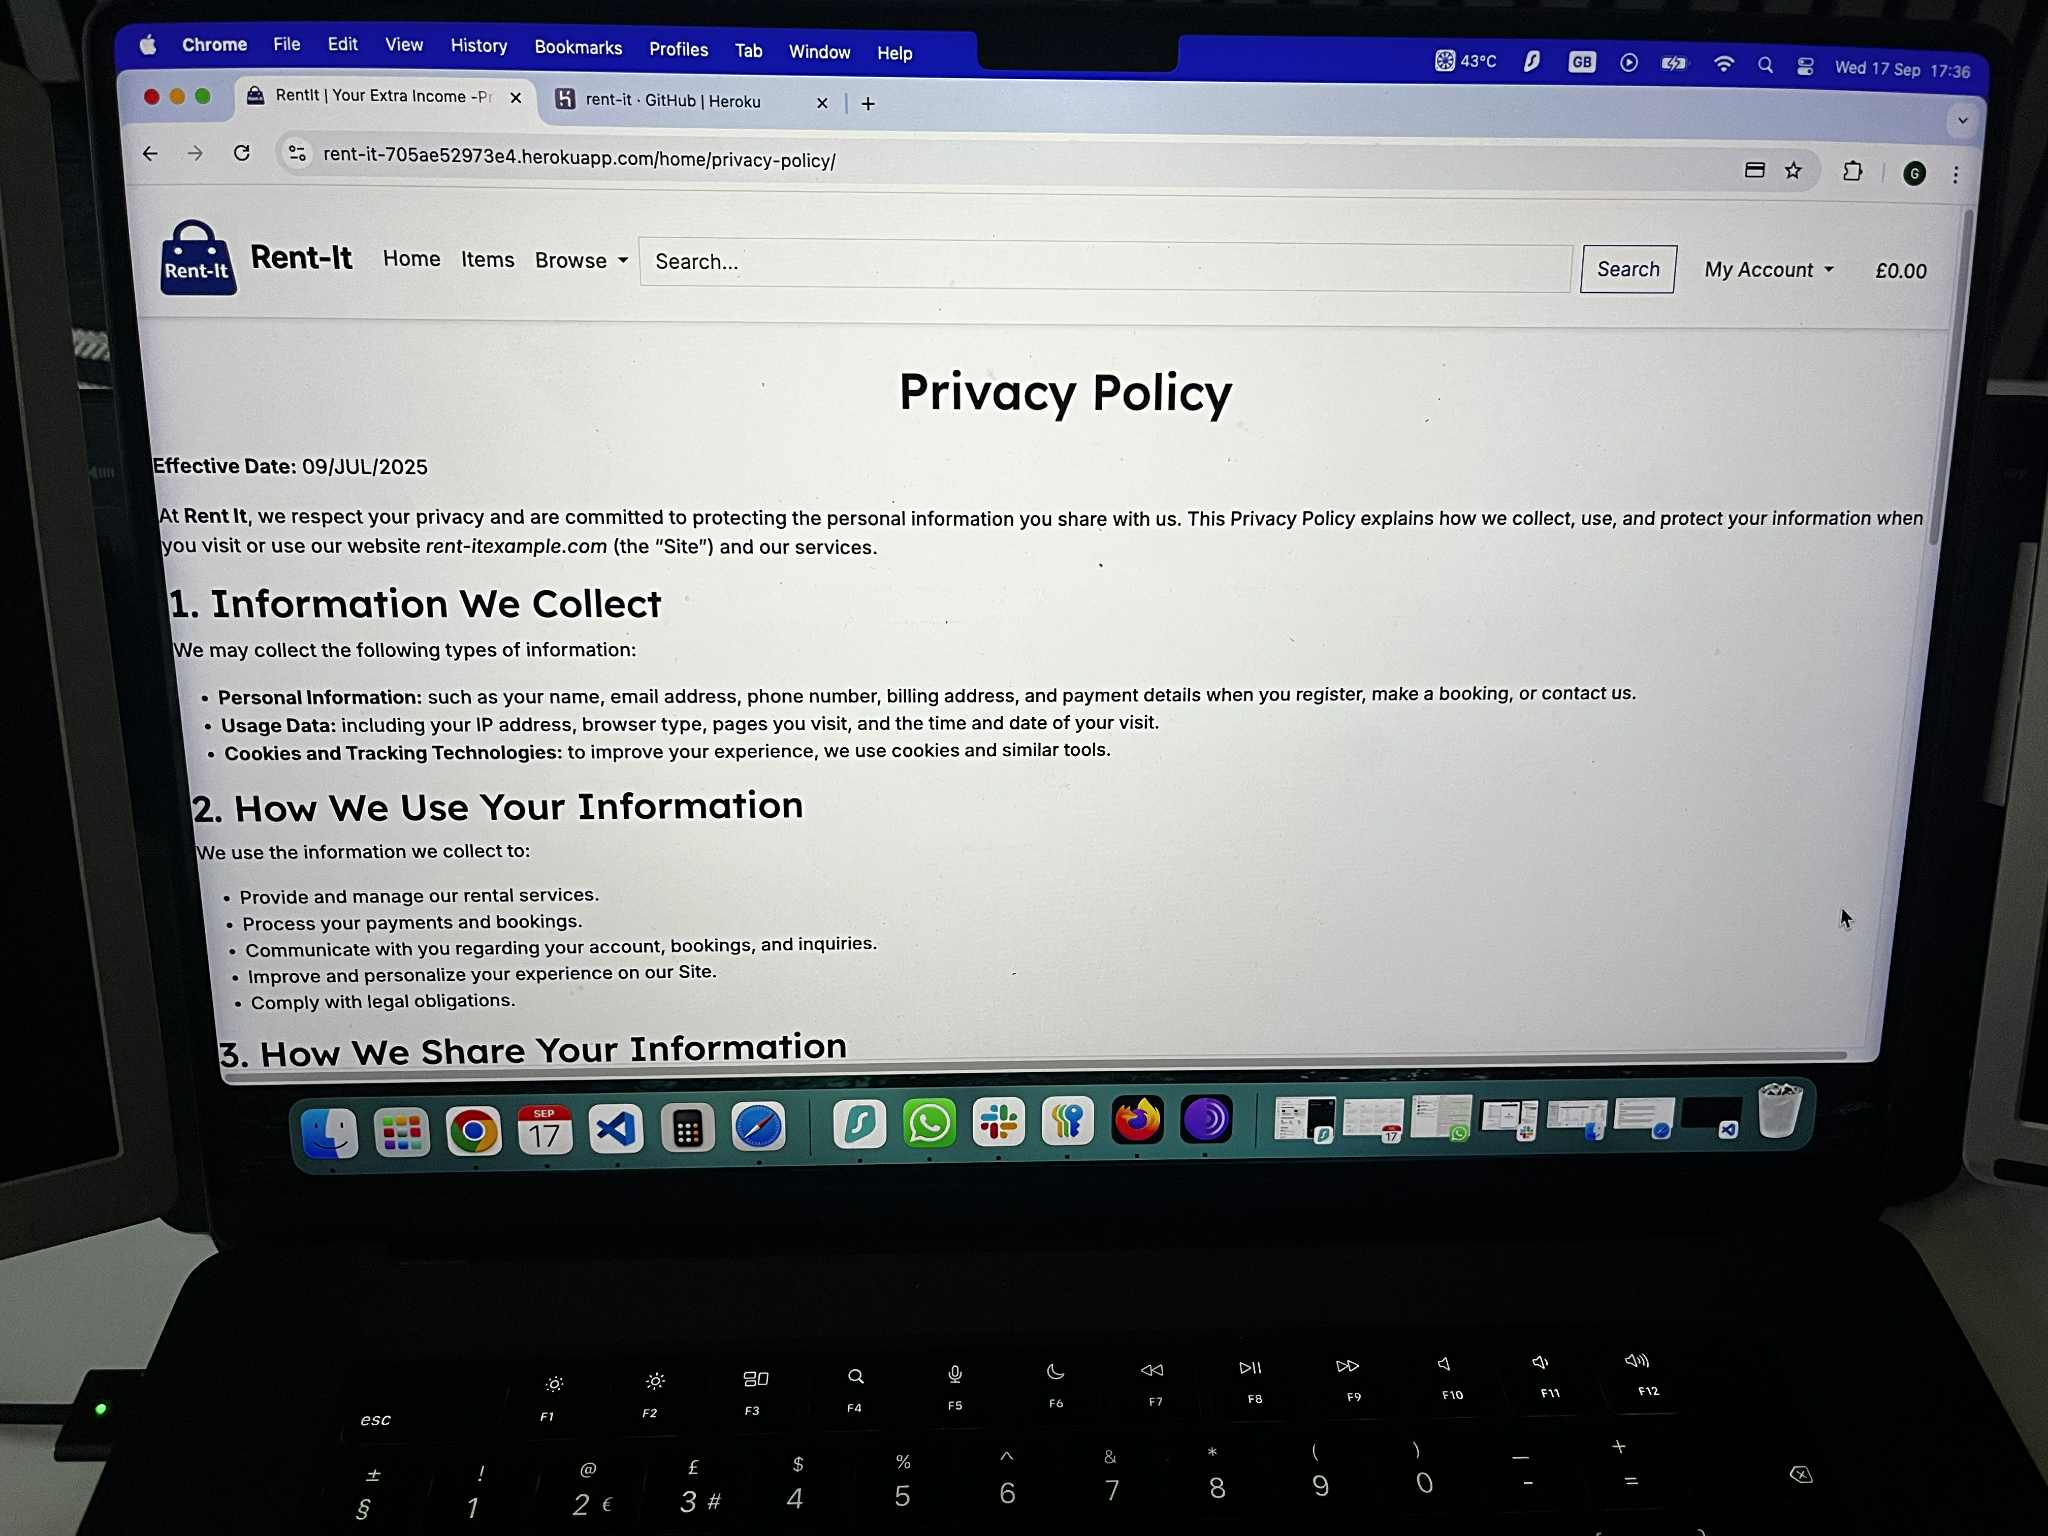 Chrome File Edit View History Bookmarks Profiles Tab Window Help 43°C GB Wed 17 Sep 17:36
RentIt | Your Extra Income -Pr rent-it · GitHub | Heroku
rent-it-705ae52973e4.herokuapp.com/home/privacy-policy/ G
Rent-It Rent-It Home Items Browse Search... Search My Account £0.00
Privacy Policy
Effective Date: 09/JUL/2025
At Rent It, we respect your privacy and are committed to protecting the personal information you share with us. This Privacy Policy explains how we collect, use, and protect your information when
you visit or use our website rent-itexample.com (the “Site”) and our services.
1. Information We Collect
We may collect the following types of information:
• Personal Information: such as your name, email address, phone number, billing address, and payment details when you register, make a booking, or contact us.
• Usage Data: including your IP address, browser type, pages you visit, and the time and date of your visit.
• Cookies and Tracking Technologies: to improve your experience, we use cookies and similar tools.
2. How We Use Your Information
We use the information we collect to:
• Provide and manage our rental services.
• Process your payments and bookings.
• Communicate with you regarding your account, bookings, and inquiries.
• Improve and personalize your experience on our Site.
• Comply with legal obligations.
3. How We Share Your Information
SEP
17
17
esc F1 F2 F3 F4 F5 F6 F7 F8 F9 F10 F11 F12
± ! @ £ $ % ^ & * ( ) _ +
§ 1 2 € 3 # 4 5 6 7 8 9 0 - =